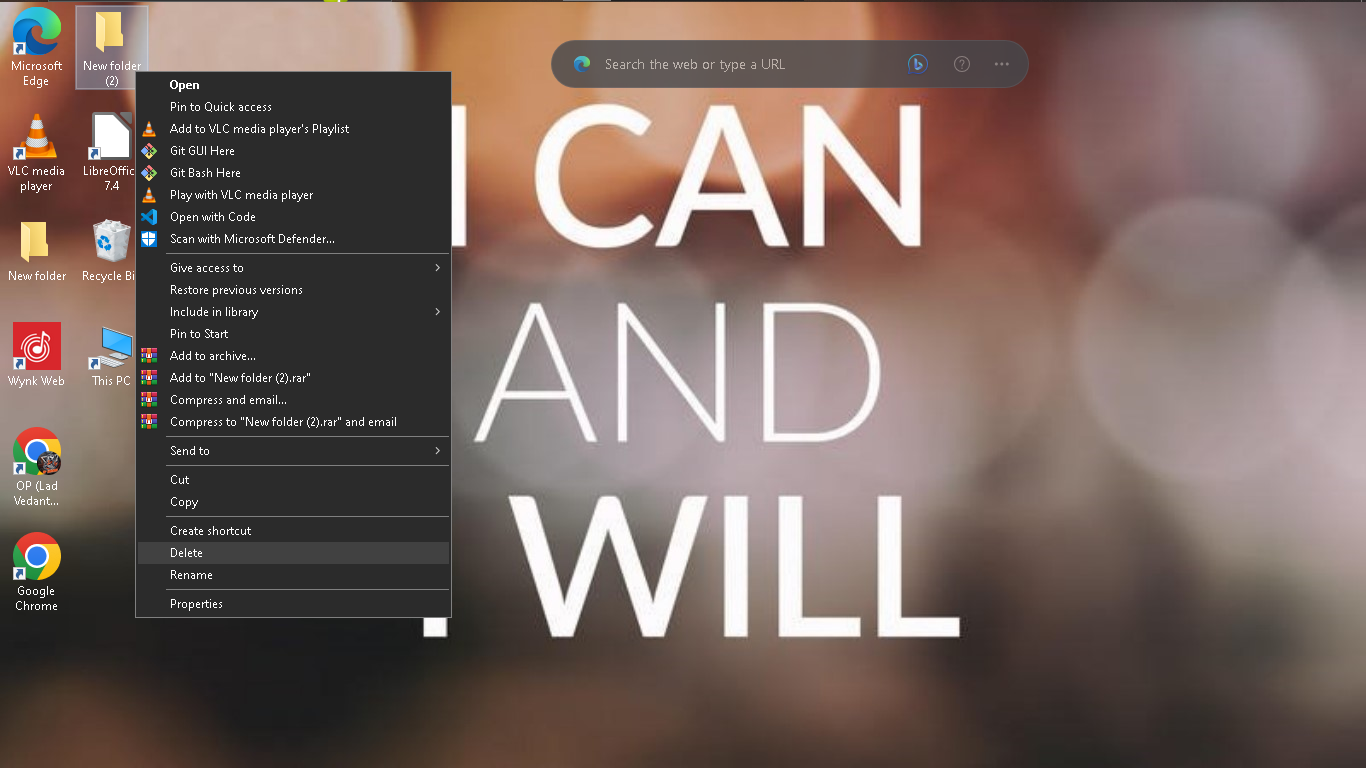 Microsoft
Edge
New folder
(2)
VLC media
player
LibreOffic
7.4
New folder
Recycle Bi
Wynk Web
This PC
OP (Lad
Vedant...
Google
Chrome
Open
Pin to Quick access
Add to VLC media player's Playlist
Git GUI Here
Git Bash Here
Play with VLC media player
Open with Code
Scan with Microsoft Defender...
Give access to
Restore previous versions
Include in library
Pin to Start
Add to archive...
Add to "New folder (2).rar"
Compress and email...
Compress to "New folder (2).rar" and email
Send to
Cut
Copy
Create shortcut
Delete
Rename
Properties
Search the web or type a URL
I CAN
AND
I WILL